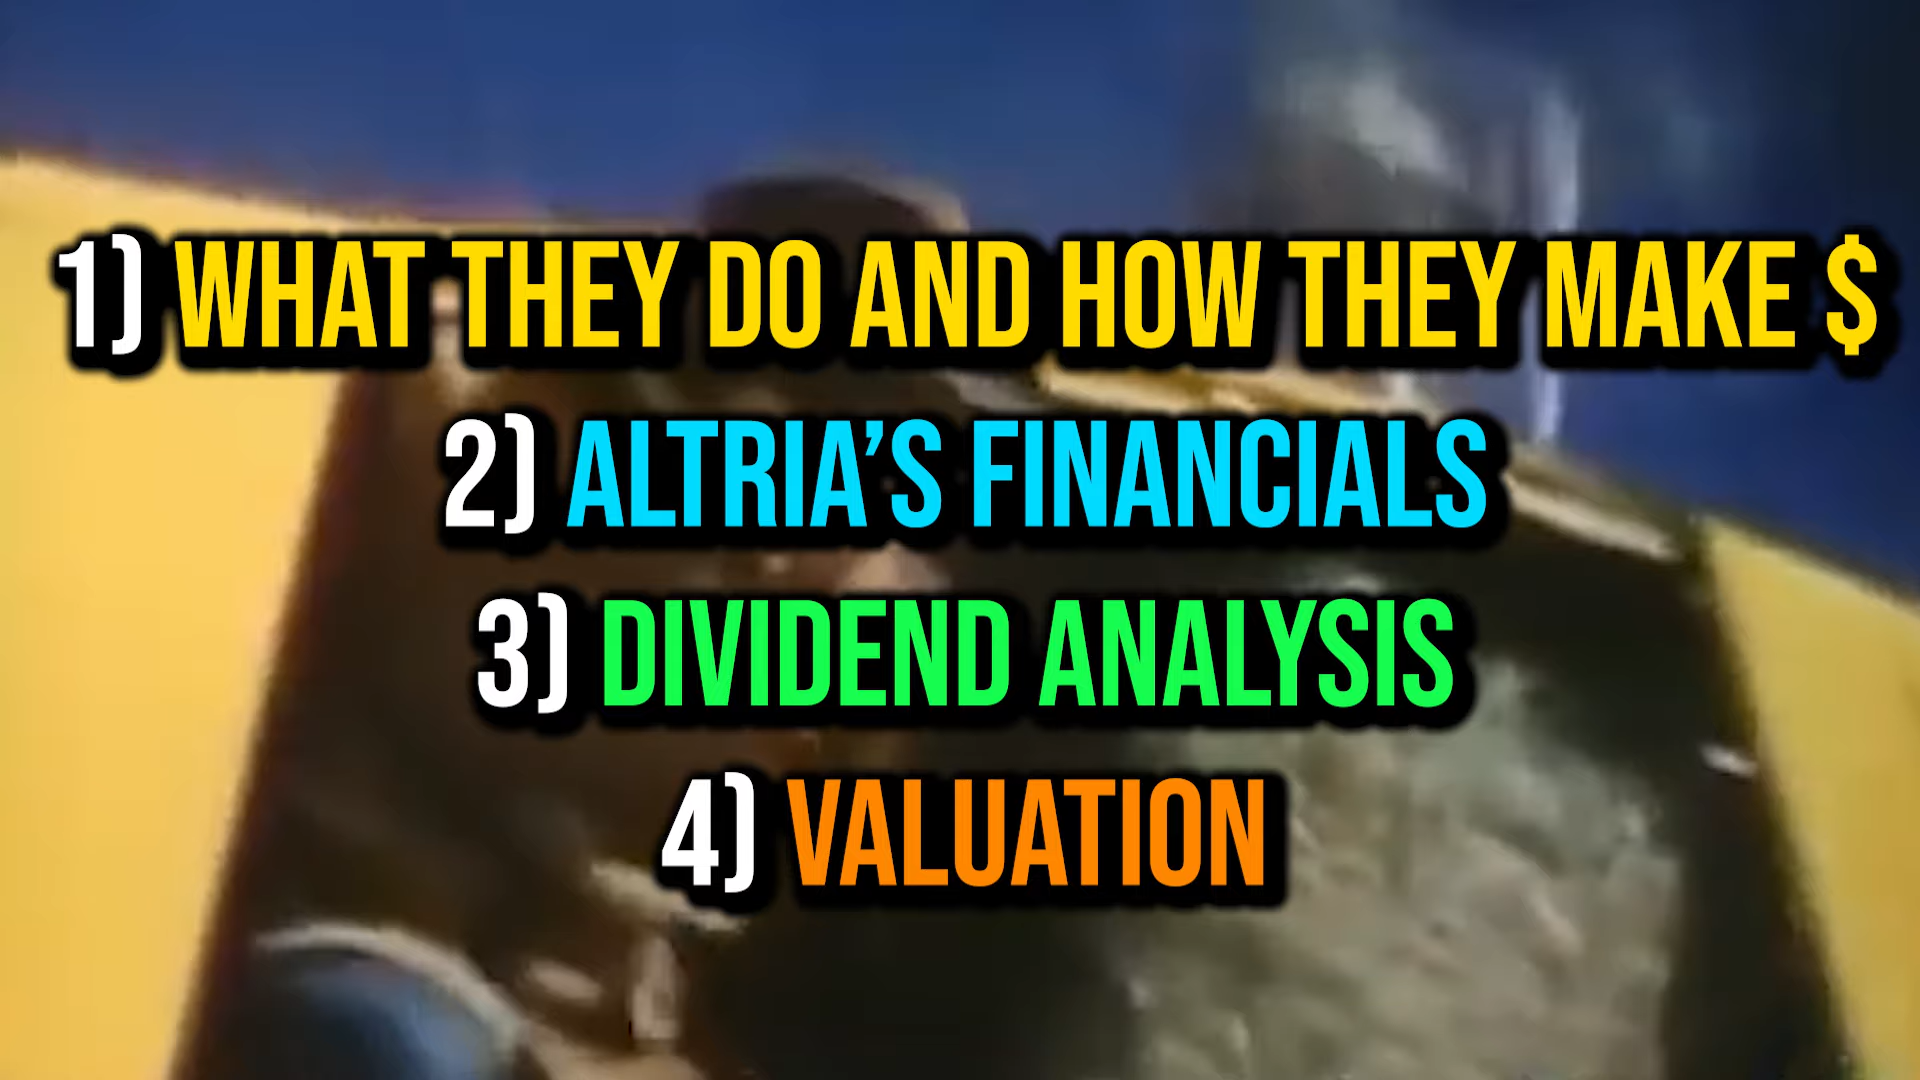 1) WHAT THEY DO AND HOW THEY MAKE $
2) ALTRIA’S FINANCIALS
3) DIVIDEND ANALYSIS
4) VALUATION